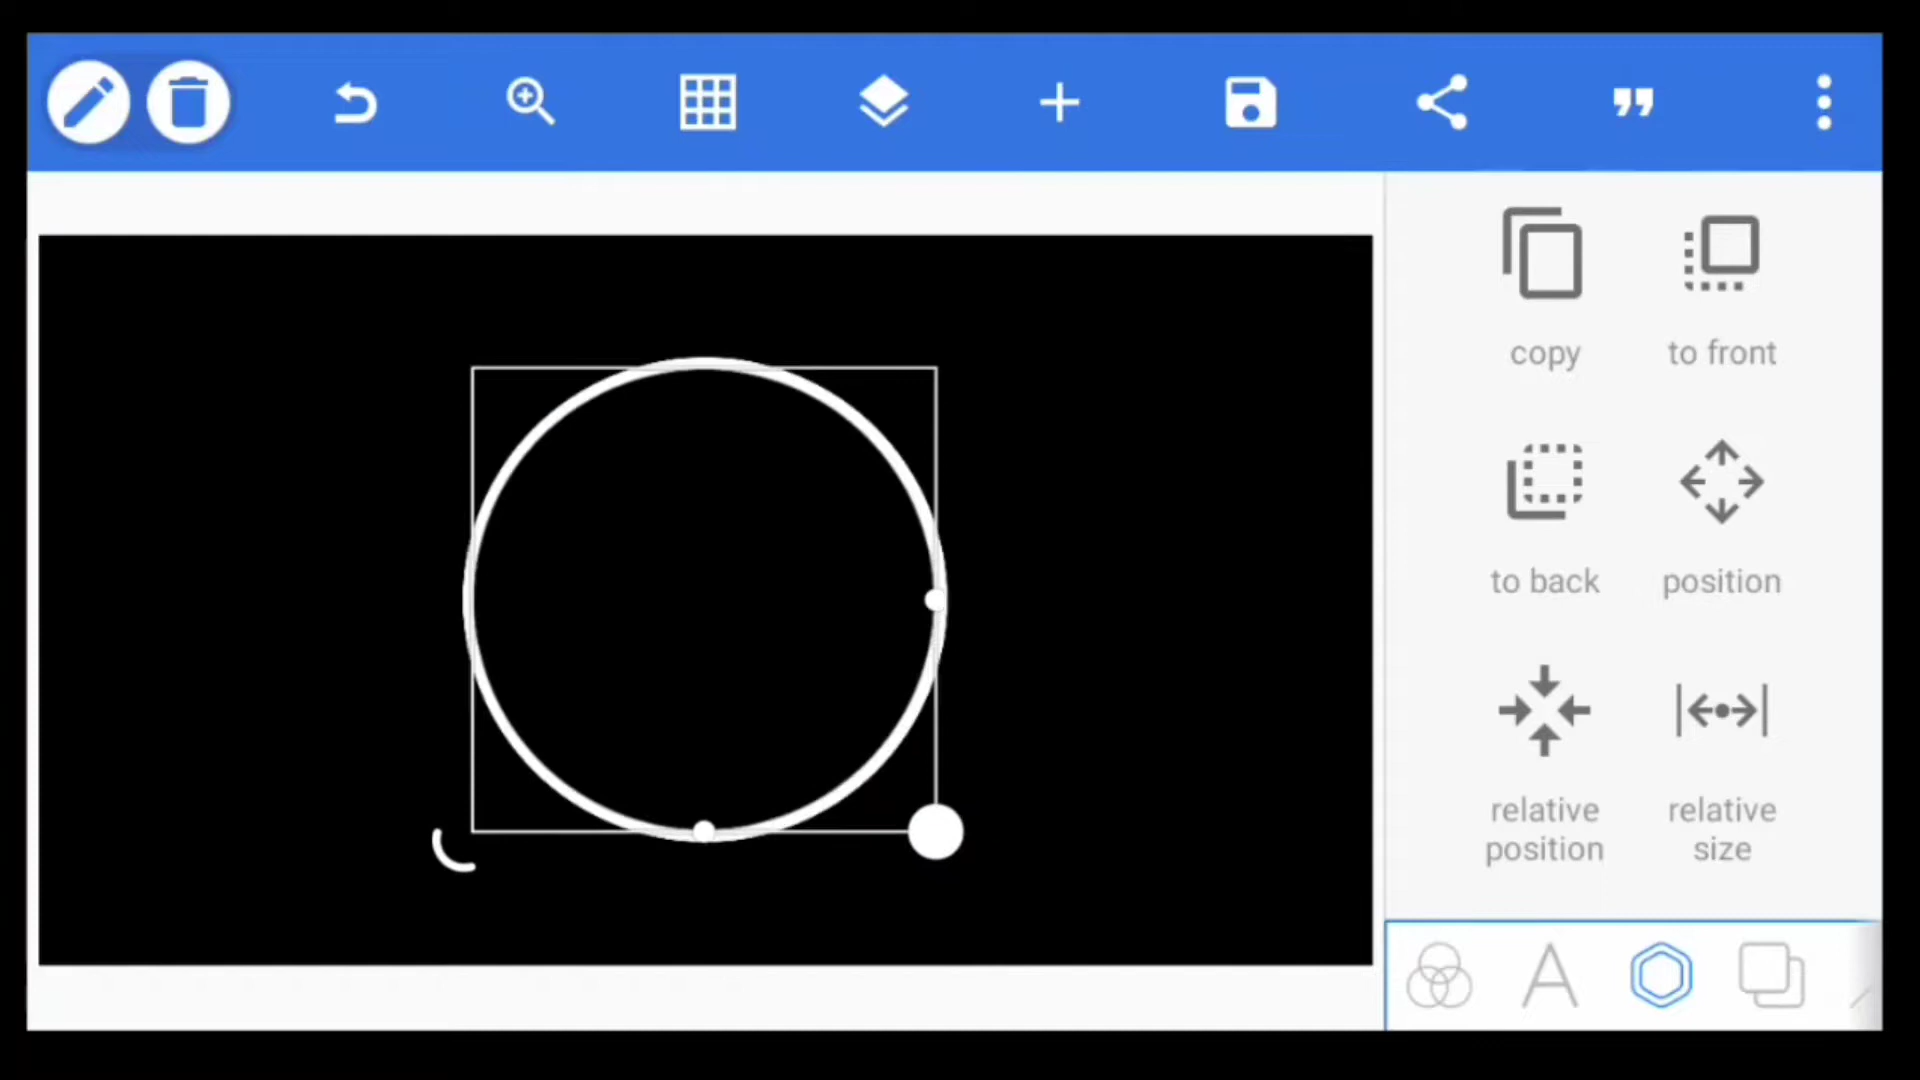 copy
to front
to back
position
relative
position
relative
size